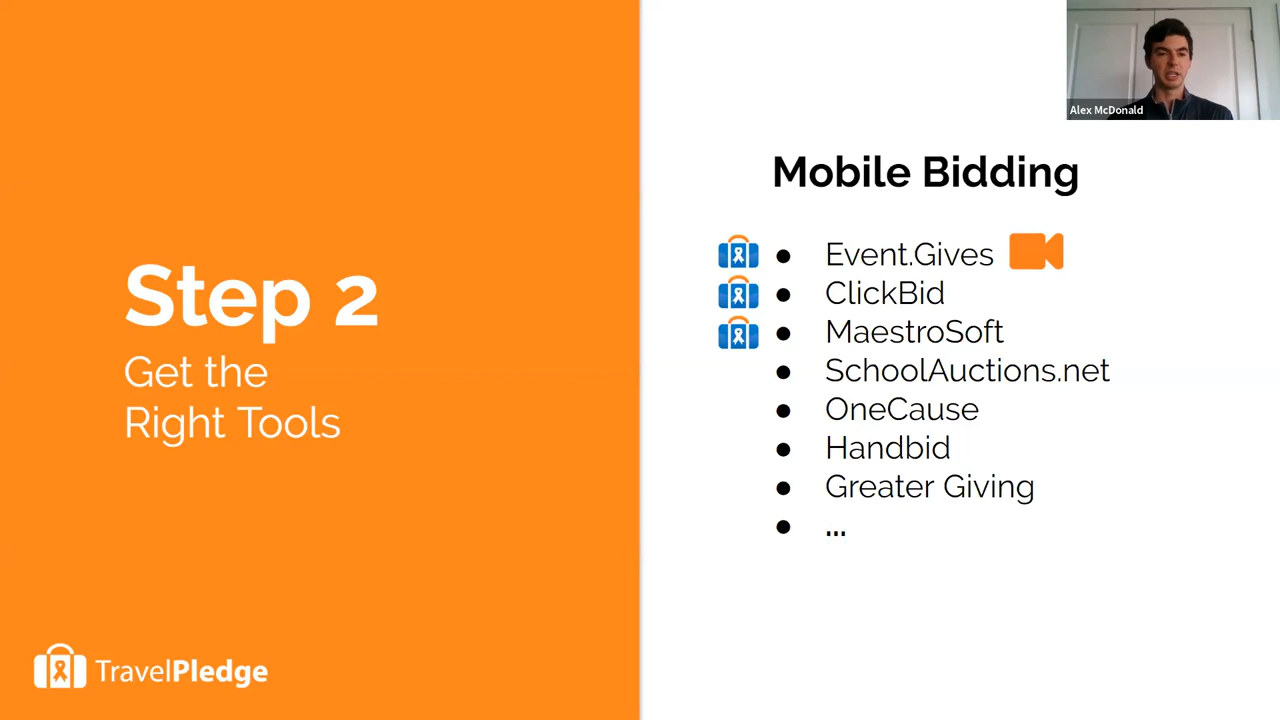 Step 2
Get the
Right Tools
TravelPledge
Alex McDonald
Mobile Bidding
● Event.Gives
● ClickBid
● MaestroSoft
● SchoolAuctions.net
● OneCause
● Handbid
● Greater Giving
● ...